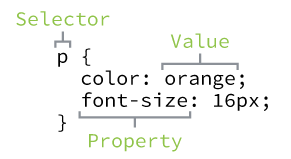 Selector
Value
p {
color: orange;
font-size: 16px;
}
Property